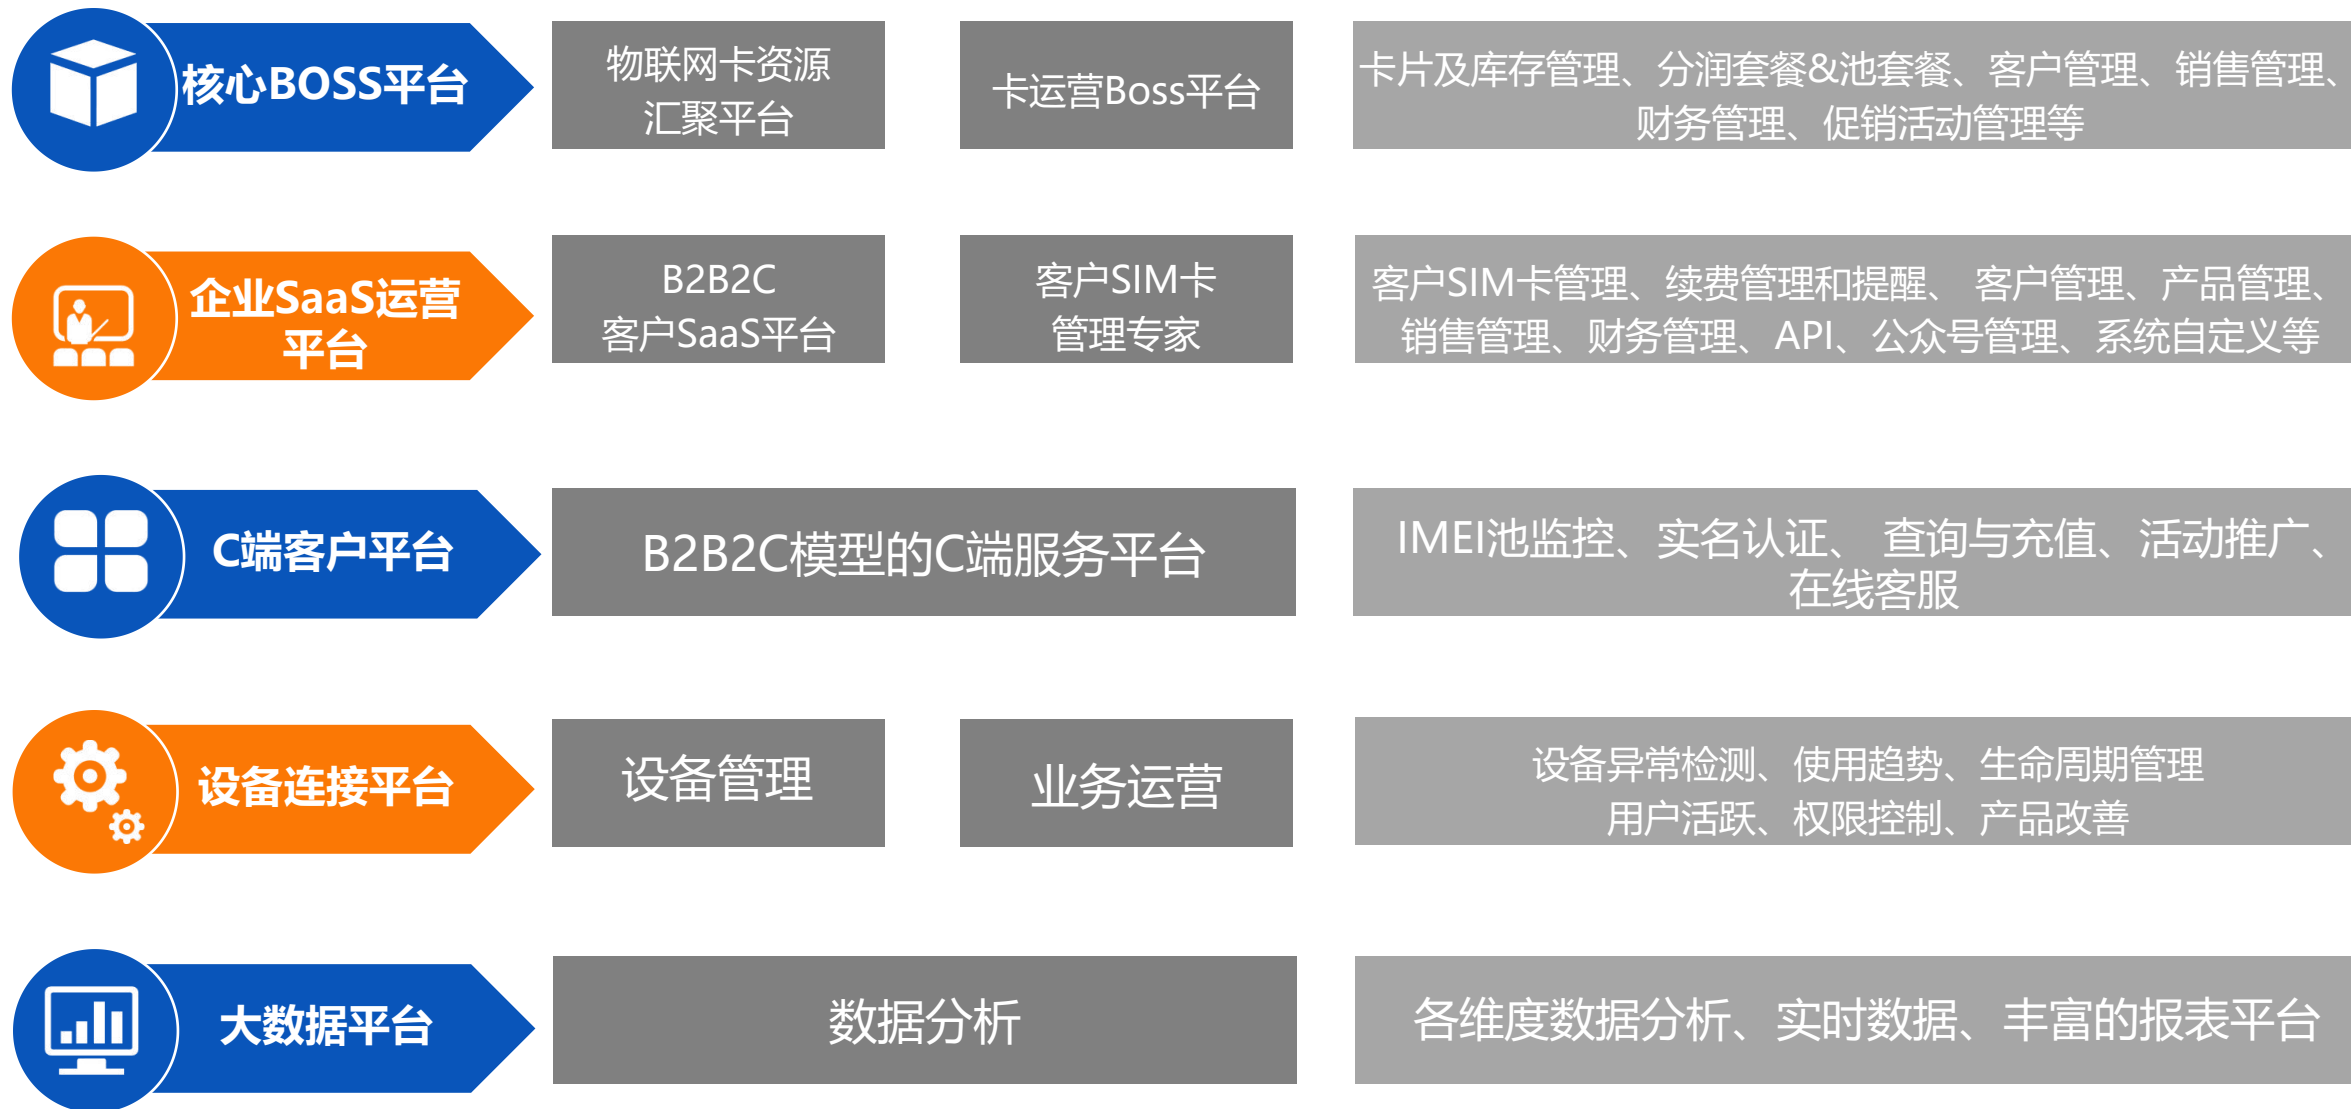 核心BOSS平台
物联网卡资源
汇聚平台
卡运营Boss平台
卡片及库存管理、分润套餐&池套餐、客户管理、销售管理、
财务管理、促销活动管理等
企业SaaS运营
平台
B2B2C
客户SaaS平台
客户SIM卡
管理专家
客户SIM卡管理、续费管理和提醒、 客户管理、产品管理、
销售管理、财务管理、API、公众号管理、系统自定义等
C端客户平台
B2B2C模型的C端服务平台
IMEI池监控、实名认证、 查询与充值、活动推广、
在线客服
设备连接平台
设备管理
业务运营
设备异常检测、使用趋势、生命周期管理
用户活跃、权限控制、产品改善
大数据平台
数据分析
各维度数据分析、实时数据、丰富的报表平台